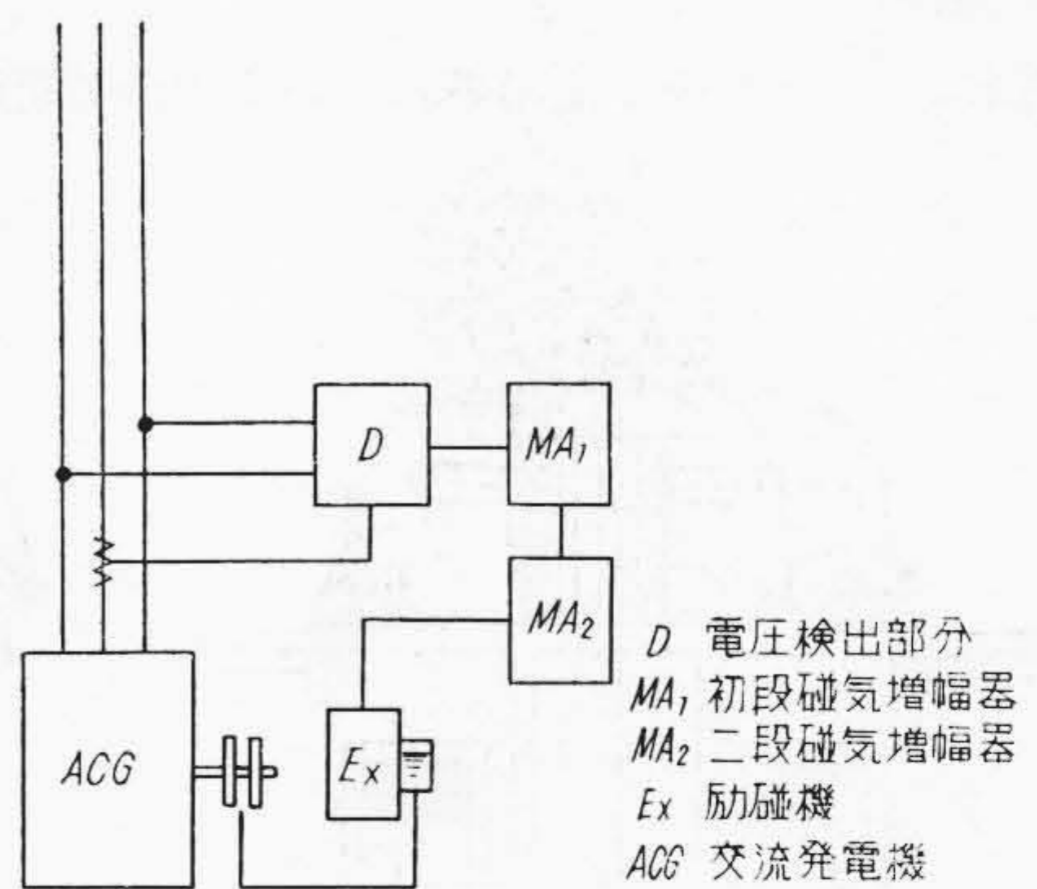 D
MA₁
MA₂
Ex
ACG
D 電圧検出部分
MA₁ 初段磁気増幅器
MA₂ 二段磁気増幅器
Ex 励磁機
ACG 交流発電機